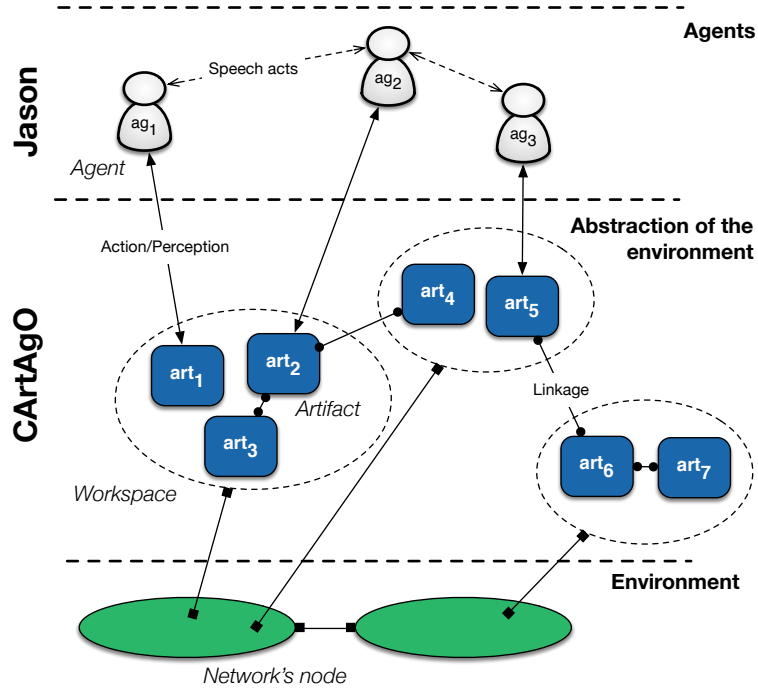 Agents
Speech acts
ag2
ag1
ag3
Jason
Agent
Abstraction of the
environment
Action/Perception
art4
art5
art1
art2
Linkage
CArtAgO
Artifact
art3
art6
art7
Workspace
Environment
Network's node